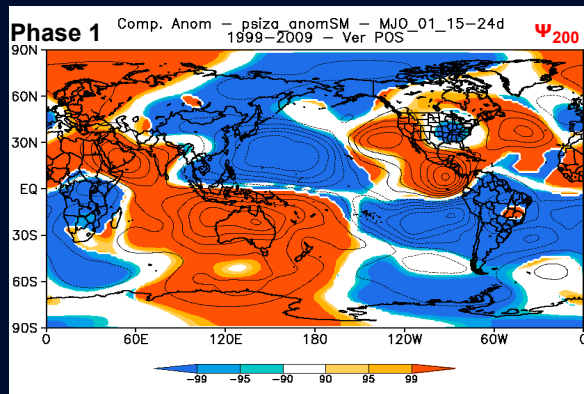 Phase 1
Comp. Anom – psiza_anomSM – MJO_01_15–24d
1999–2009 – Ver POS
Ψ200
90N
60N
30N
EQ
30S
60S
90S
0
60E
120E
180
120W
60W
0
−99
−95
−90
90
95
99